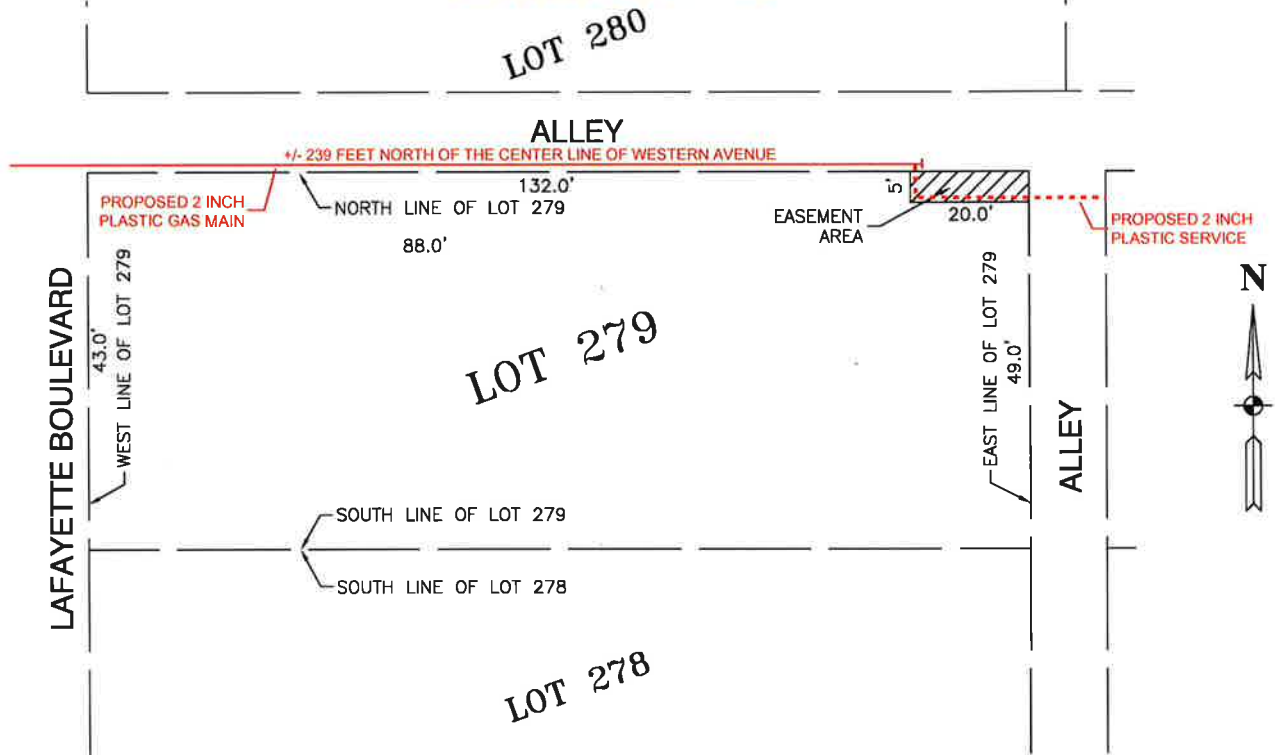 LOT 280
ALLEY
+/- 239 FEET NORTH OF THE CENTER LINE OF WESTERN AVENUE
132.0'
5'
PROPOSED 2 INCH
PLASTIC GAS MAIN
NORTH LINE OF LOT 279
EASEMENT
AREA
20.0'
PROPOSED 2 INCH
PLASTIC SERVICE
88.0'
N
LAFAYETTE BOULEVARD
43.0'
WEST LINE OF LOT 279
LOT 279
EAST LINE OF LOT 279
49.0'
ALLEY
SOUTH LINE OF LOT 279
SOUTH LINE OF LOT 278
LOT 278